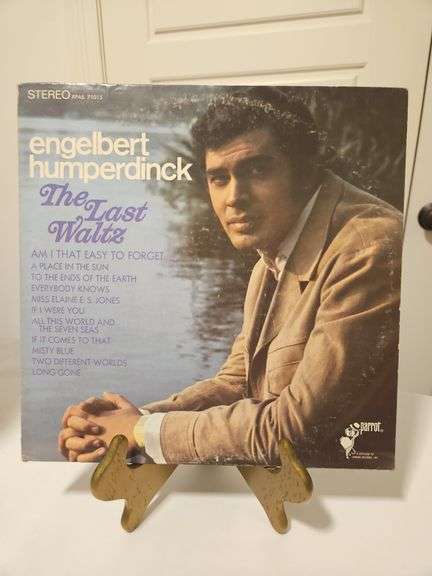 STEREO PAS 71015
engelbert
humperdinck
The
Last
Waltz
AM I THAT EASY TO FORGET
A PLACE IN THE SUN
TO THE ENDS OF THE EARTH
EVERYBODY KNOWS
MISS ELAINE E. S. JONES
IF I WERE YOU
ALL THIS WORLD AND
THE SEVEN SEAS
IF IT COMES TO THAT
MISTY BLUE
TWO DIFFERENT WORLDS
LONG GONE
parrot